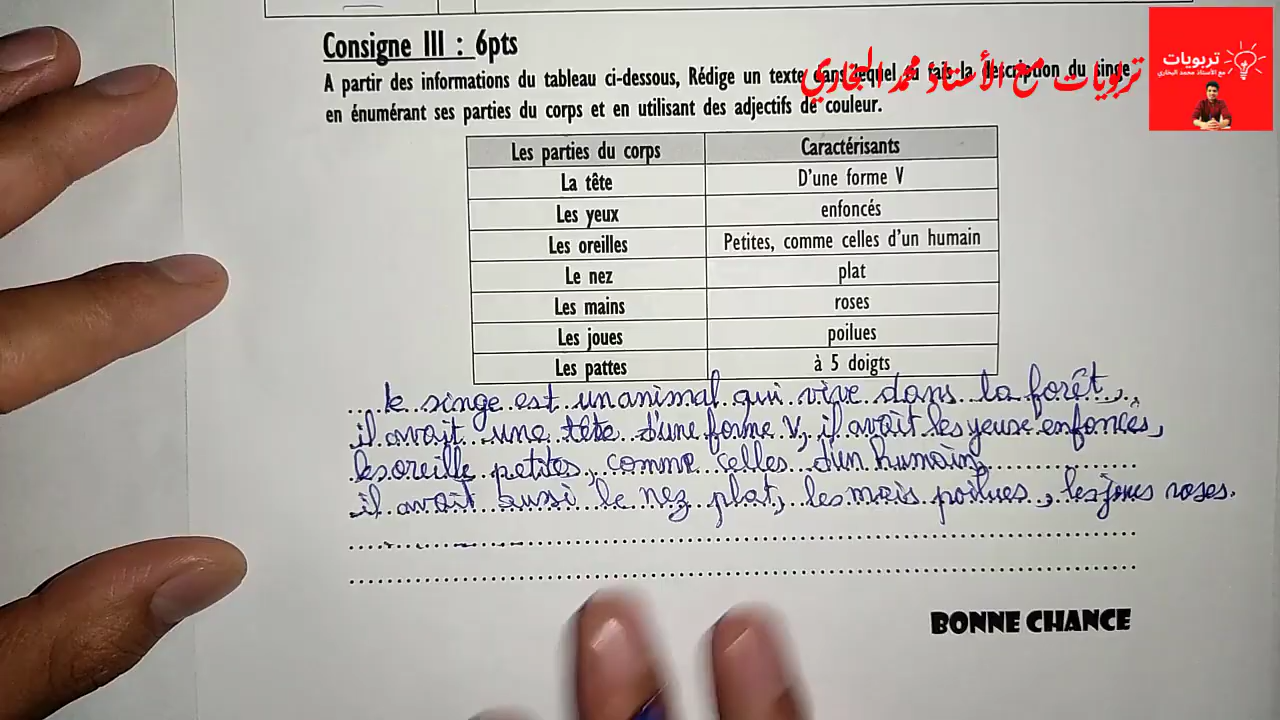 Consigne III : 6pts
A partir des informations du tableau ci-dessous, Rédige un texte dans lequel tu fais la description du singe
en énumérant ses parties du corps et en utilisant des adjectifs de couleur.
تربويات مع الأستاذ محمد البخاري
تربويات
مع الأستاذ محمد البخاري
Les parties du corps Caractérisants
La tête D'une forme V
Les yeux enfoncés
Les oreilles Petites, comme celles d'un humain
Le nez plat
Les mains roses
Les joues poilues
Les pattes à 5 doigts
le singe est un animal qui vive dans la forêt,
il avait une tête d'une forme V, il avait les yeuse enfoncés,
les oreille petites, comme celles d'un humain,
il avait aussi le nez plat, les mais poilues, les joues roses.
BONNE CHANCE